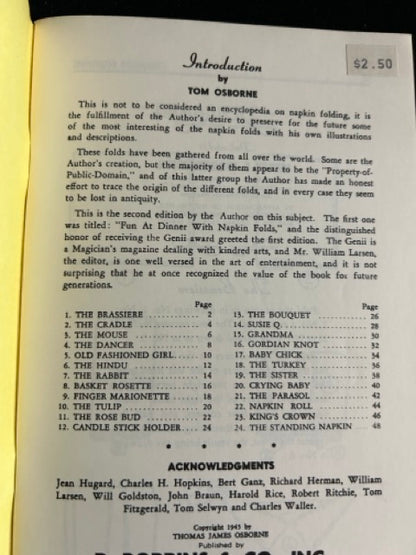 Introduction
$2.50
by
TOM OSBORNE
This is not to be considered an encyclopedia on napkin folding, it is
the fulfillment of the Author's desire to preserve for the future some
of the most interesting of the napkin folds with his own illustrations
and descriptions.
These folds have been gathered from all over the world. Some are the
Author's creation, but the majority of them appear to be the "Property-of-
Public-Domain," and of this latter group the Author has made an honest
effort to trace the origin of the different folds, and in every case they seem
to be lost in antiquity.
This is the second edition by the Author on this subject. The first one
was titled: "Fun At Dinner With Napkin Folds," and the distinguished
honor of receiving the Genii award greeted the first edition. The Genii is
a Magician's magazine dealing with kindred arts, and Mr. William Larsen,
the editor, is one well versed in the art of entertainment, and it is not
surprising that he at once recognized the value of the book for future
generations.
Page
1. THE BRASSIERE ........ 2
2. THE CRADLE ........ 4
3. THE MOUSE ........ 6
4. THE DANCER ........ 8
5. OLD FASHIONED GIRL ..... 10
6. THE HINDU ........ 12
7. THE RABBIT ........ 14
8. BASKET ROSETTE ........ 16
9. FINGER MARIONETTE ..... 18
10. THE TULIP ........ 20
11. THE ROSE BUD ........ 22
12. CANDLE STICK HOLDER .... 24
Page
13. THE BOUQUET ........ 26
14. SUSIE Q. ........ 28
15. GRANDMA ........ 30
16. GORDIAN KNOT ........ 32
17. BABY CHICK ........ 34
18. THE TURKEY ........ 36
19. THE SISTER ........ 38
20. CRYING BABY ........ 40
21. THE PARASOL ........ 42
22. NAPKIN ROLL ........ 44
23. KING'S CROWN ........ 46
24. THE STANDING NAPKIN .. 48
* * * *
ACKNOWLEDGMENTS
Jean Hugard, Charles H. Hopkins, Bert Ganz, Richard Herman, William
Larsen, Will Goldston, John Braun, Harold Rice, Robert Ritchie, Tom
Fitzgerald, Tom Selwyn and Charles Waller.
Copyright 1945 by
THOMAS JAMES OSBORNE
Published by
D. ROBBINS & CO., INC.